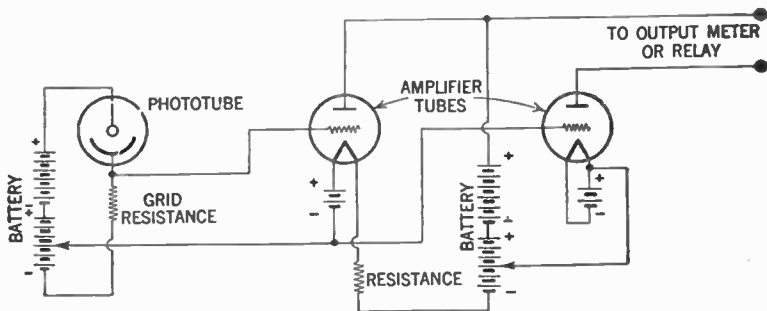 TO OUTPUT METER
OR RELAY
PHOTOTUBE
AMPLIFIER
TUBES
+
GRID
RESISTANCE
BATTERY
+
-
+
-
+
-
BATTERY
+
-
+
-
+
-
RESISTANCE